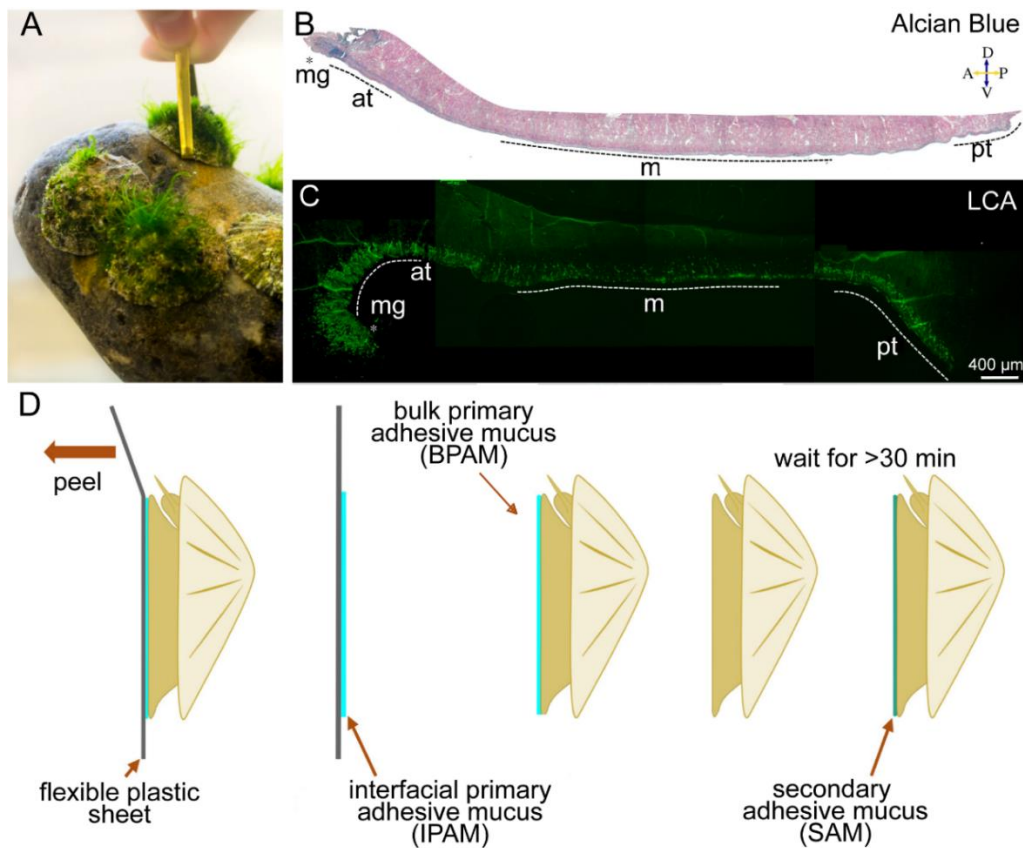 A
B
Alcian Blue
D
A P
V
* mg
at
m
pt
C
LCA
at
mg
*
m
pt
400 μm
D
peel
bulk primary
adhesive mucus
(BPAM)
wait for >30 min
flexible plastic
sheet
interfacial primary
adhesive mucus
(IPAM)
secondary
adhesive mucus
(SAM)